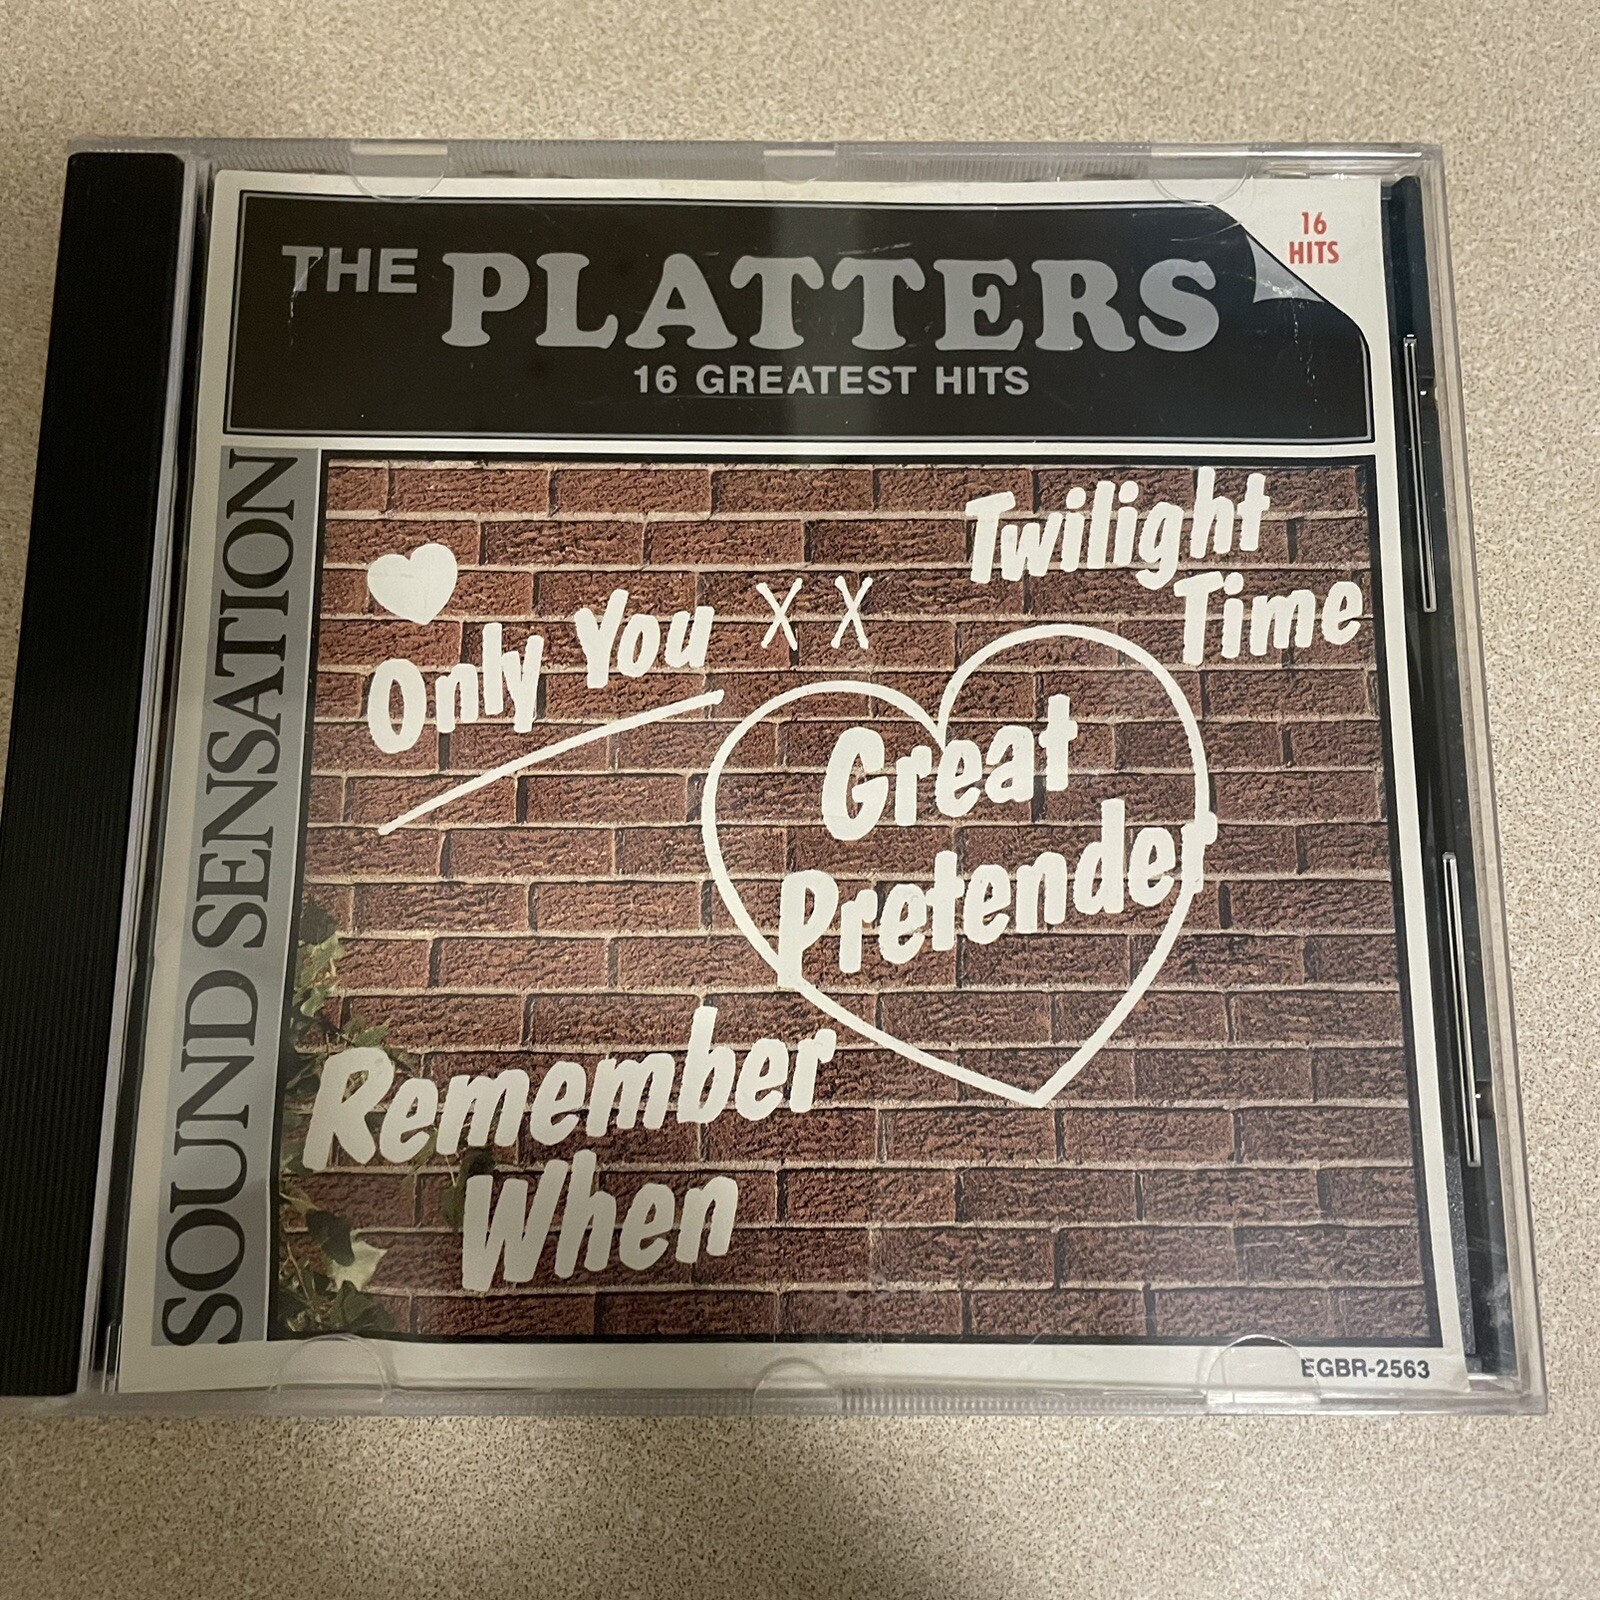 THE PLATTERS
16 GREATEST HITS
16
HITS
SOUND SENSATION
Only You X X
Twilight
Time
Great
Pretender
Remember
When
EGBR-2563